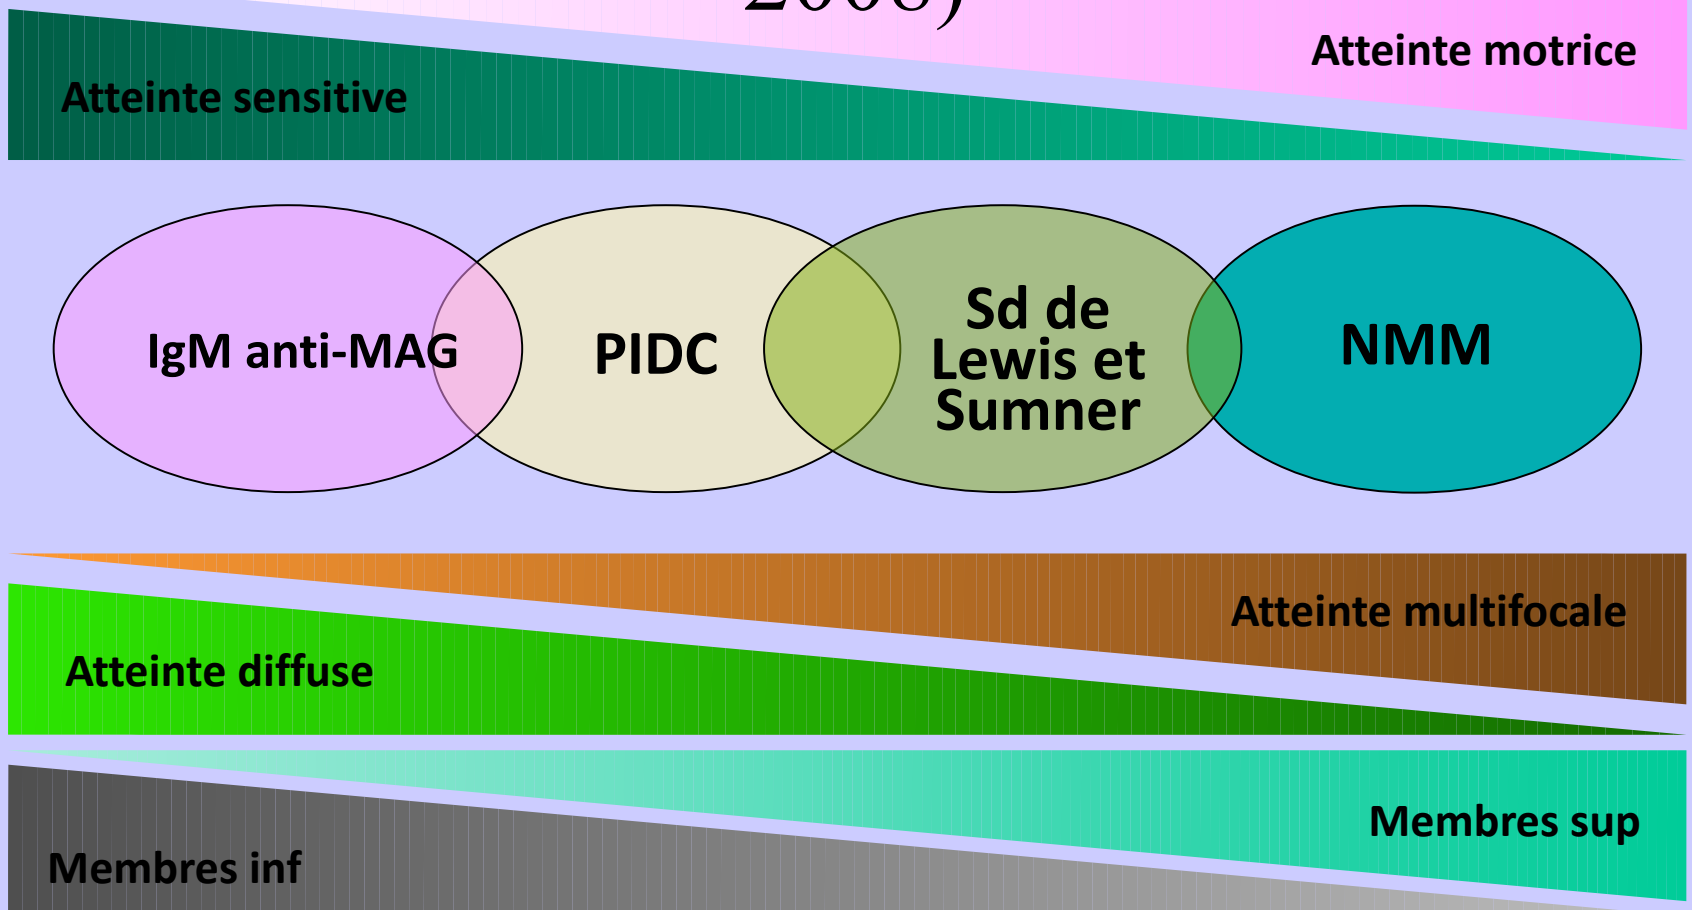 2008)
Atteinte motrice
Atteinte sensitive
IgM anti-MAG
PIDC
Sd de
Lewis et
Sumner
NMM
Atteinte multifocale
Atteinte diffuse
Membres sup
Membres inf